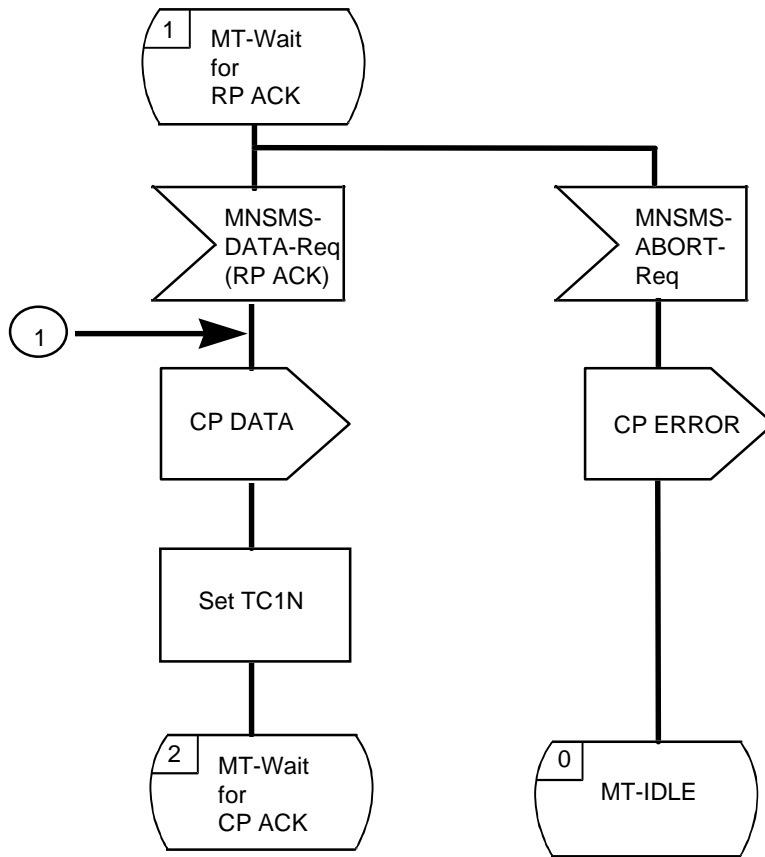 1
MT-Wait
for
RP ACK
MNSMS-
DATA-Req
(RP ACK)
MNSMS-
ABORT-
Req
1
CP DATA
CP ERROR
Set TC1N
2
MT-Wait
for
CP ACK
0
MT-IDLE